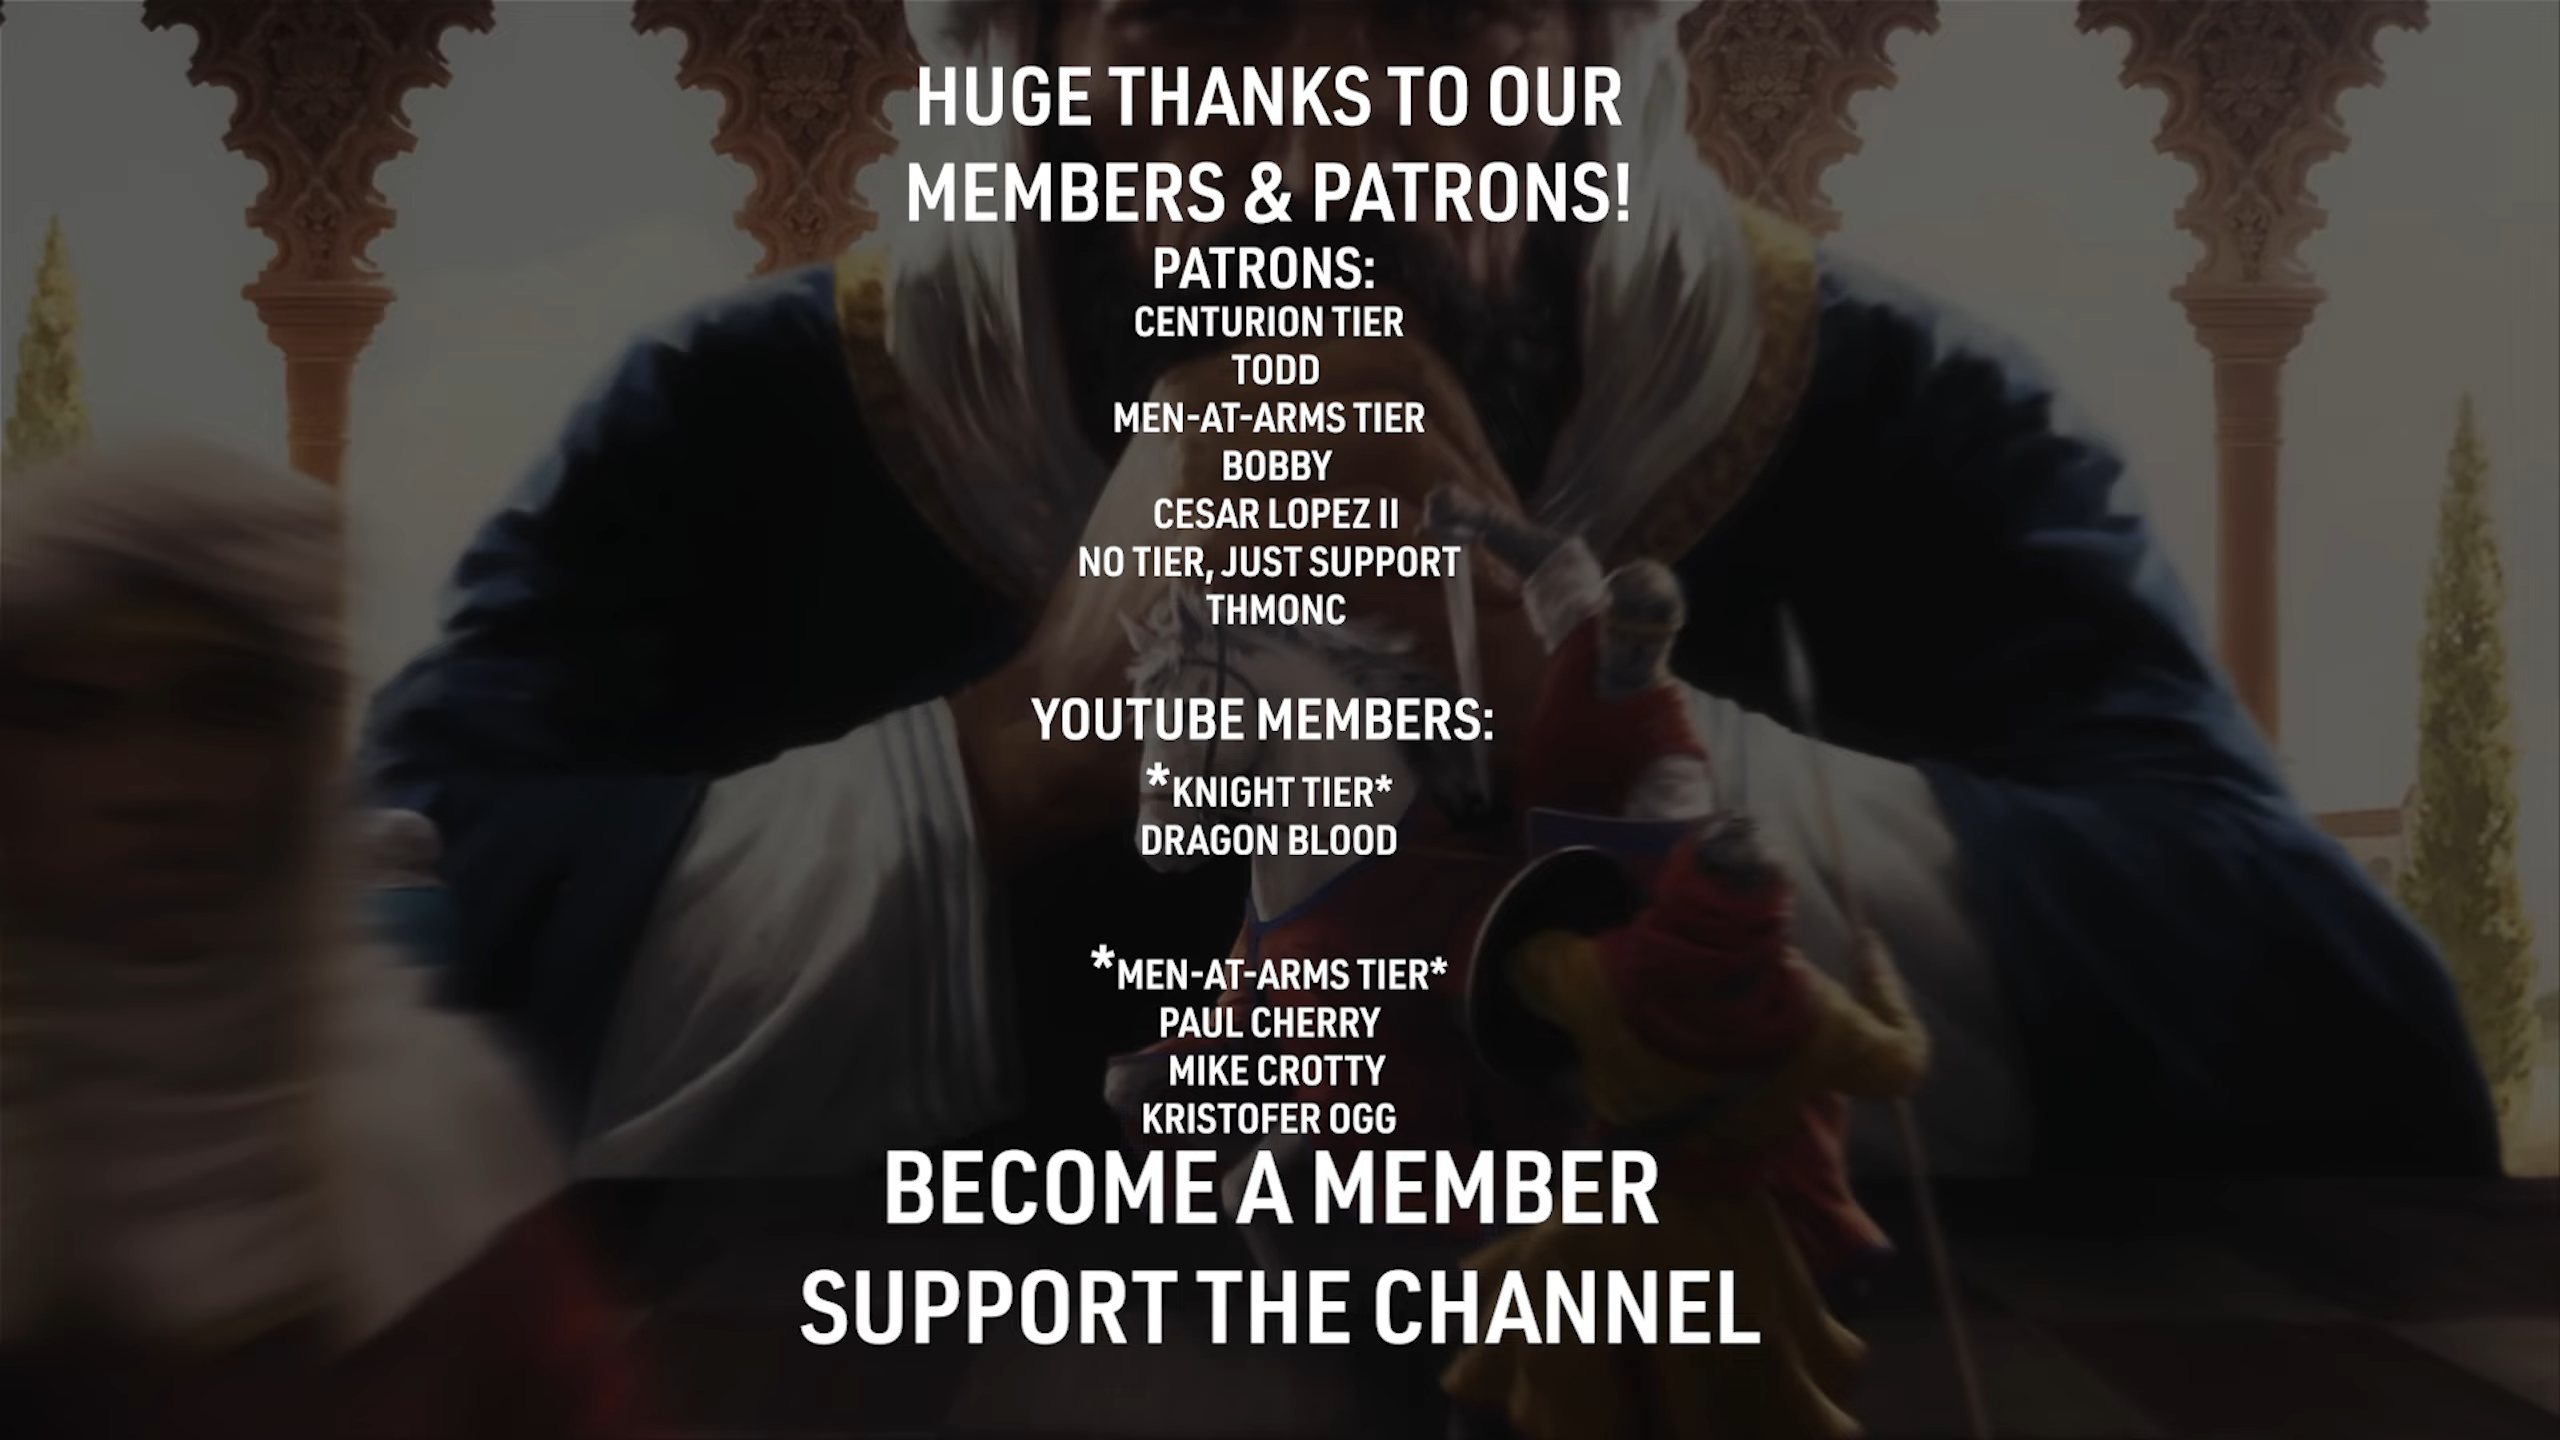 HUGE THANKS TO OUR
MEMBERS & PATRONS!
PATRONS:
CENTURION TIER
TODD
MEN-AT-ARMS TIER
BOBBY
CESAR LOPEZ II
NO TIER, JUST SUPPORT
THMONC
YOUTUBE MEMBERS:
*KNIGHT TIER*
DRAGON BLOOD
*MEN-AT-ARMS TIER*
PAUL CHERRY
MIKE CROTTY
KRISTOFER OGG
BECOME A MEMBER
SUPPORT THE CHANNEL